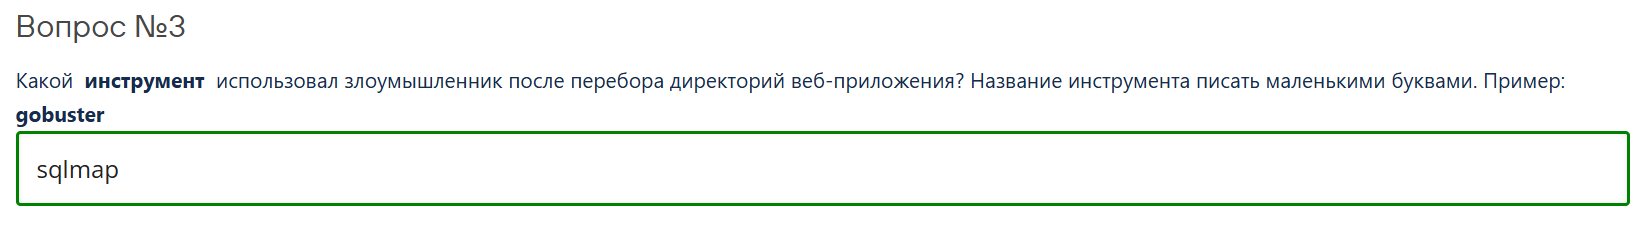 Вопрос №3
Какой инструмент использовал злоумышленник после перебора директорий веб-приложения? Название инструмента писать маленькими буквами. Пример:
gobuster
sqlmap